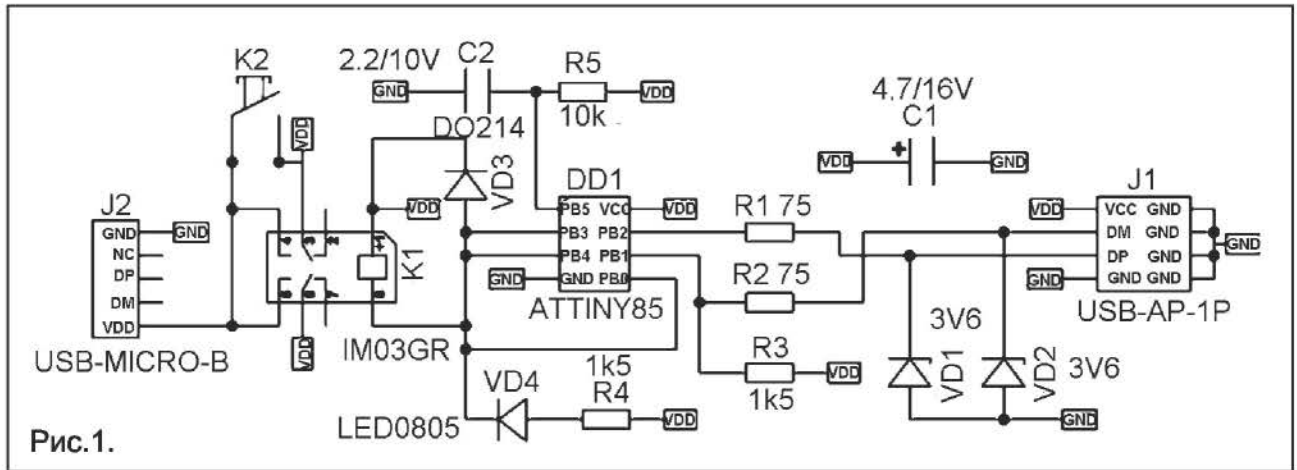 K2
2.2/10V
C2
GND
DO214
R5
10k
VDD
4.7/16V
C1
VDD
+
GND
VDD
VD3
VDD
J2
GND
GND
NC
DP
DM
VDD
USB-MICRO-B
K1
IM03GR
VDD
DD1
PB5 VCC
PB3 PB2
PB4 PB1
GND PB0
ATTINY85
GND
VDD
R1 75
R2 75
R3
1k5
VDD
J1
VDD
VCC GND
DM GND
DP GND
GND GND
GND
GND
USB-AP-1P
3V6
VD1
VD2
3V6
GND
1k5
VD4
R4
VDD
LED0805
Рис.1.